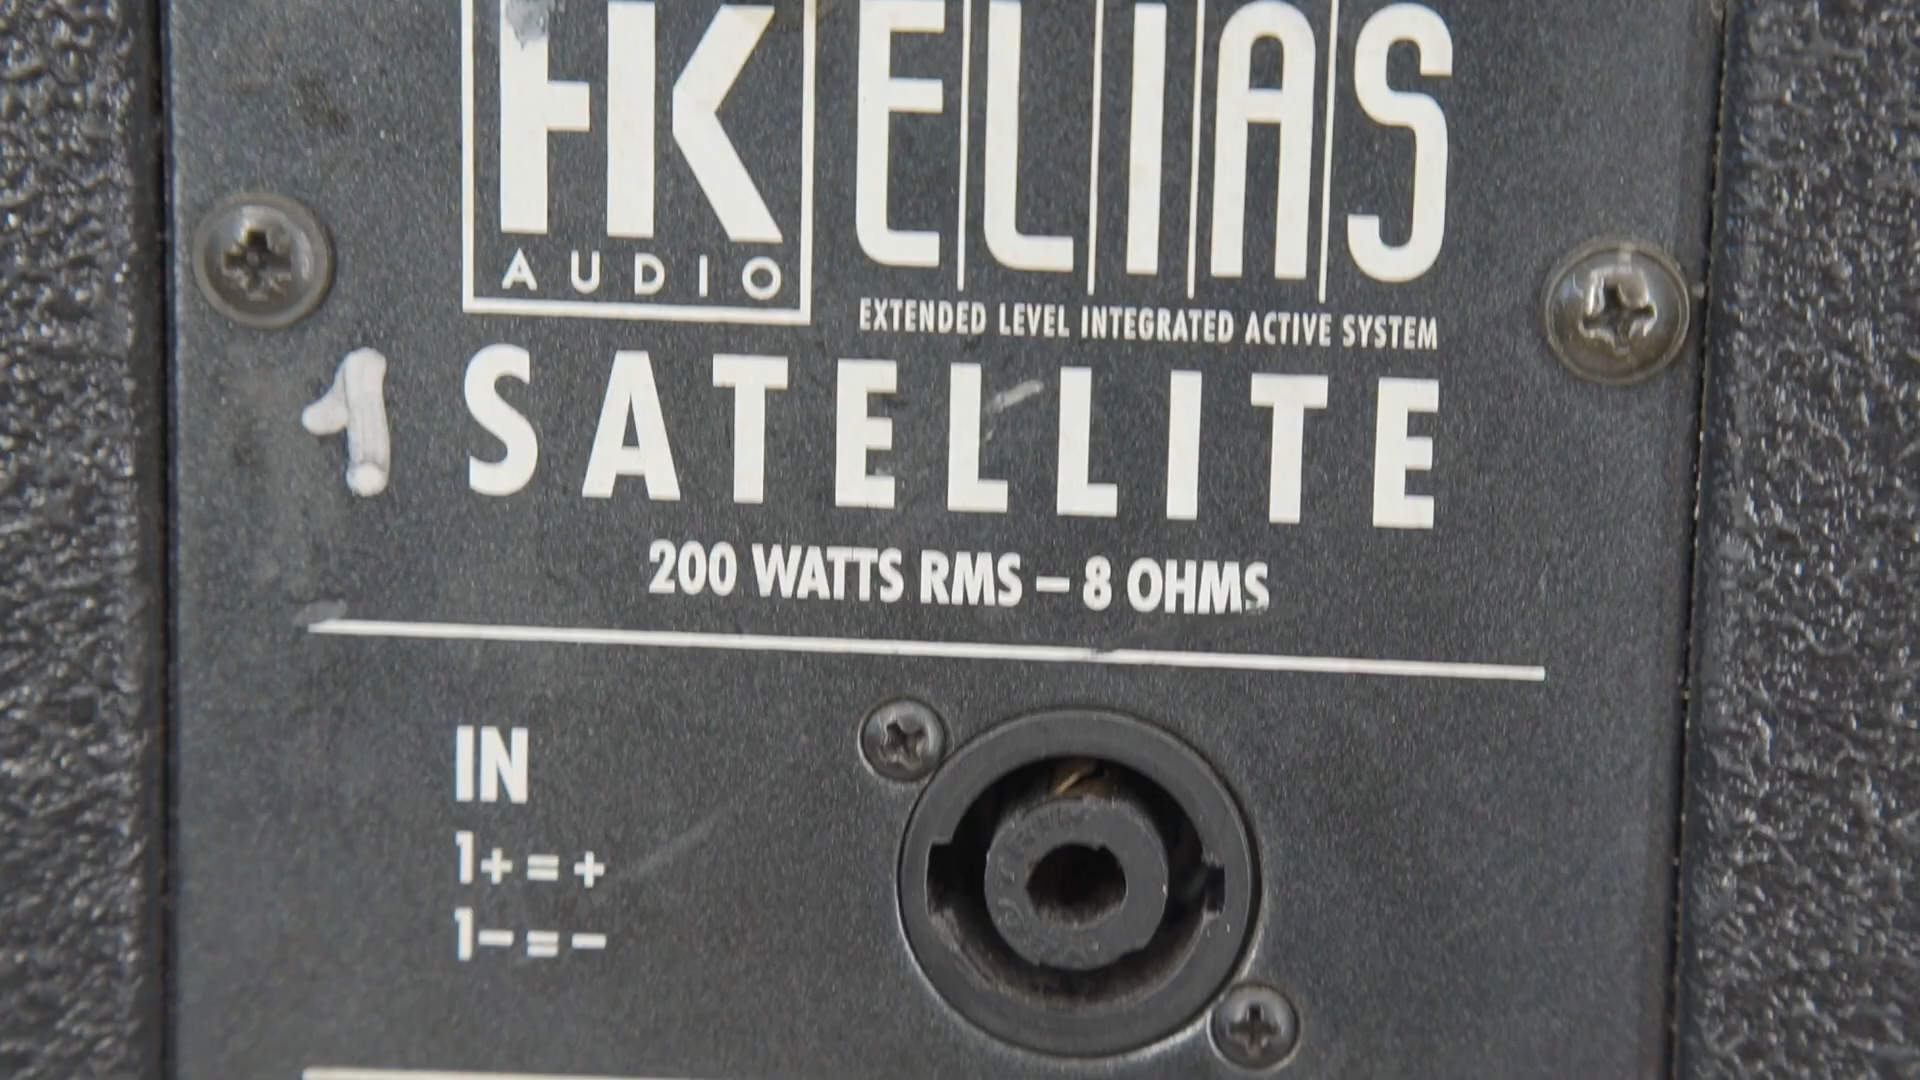 HK ELIAS
AUDIO
EXTENDED LEVEL INTEGRATED ACTIVE SYSTEM
1 SATELLITE
200 WATTS RMS – 8 OHMS
IN
1+ = +
1– = –